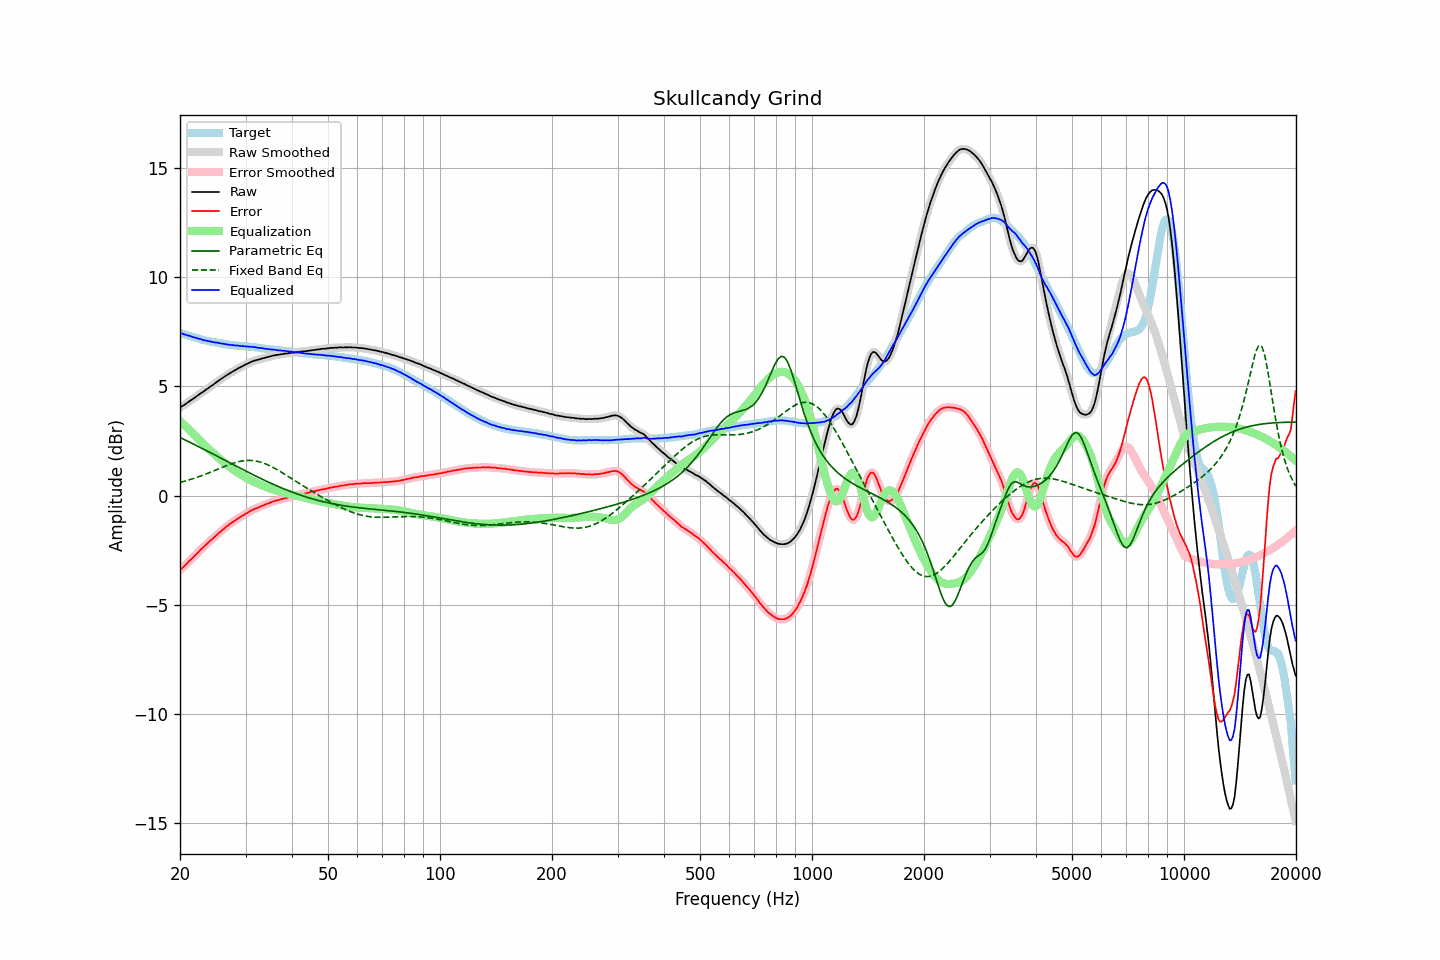 Skullcandy Grind
Target
Raw Smoothed
Error Smoothed
Raw
Error
Equalization
Parametric Eq
Fixed Band Eq
Equalized
15
10
5
0
−5
−10
−15
Amplitude (dBr)
20 50 100 200 500 1000 2000 5000 10000 20000
Frequency (Hz)